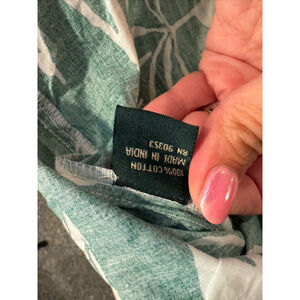 100% COTTON
MADE IN INDIA
RN 90353